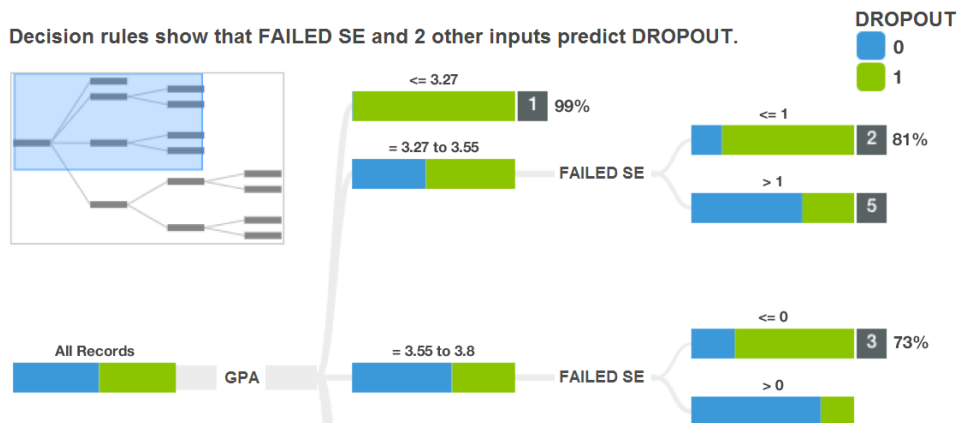 DROPOUT
Decision rules show that FAILED SE and 2 other inputs predict DROPOUT.
0
1
<= 3.27
1 99%
<= 1
= 3.27 to 3.55
2 81%
FAILED SE
> 1
5
<= 0
All Records
= 3.55 to 3.8
3 73%
GPA
FAILED SE
> 0